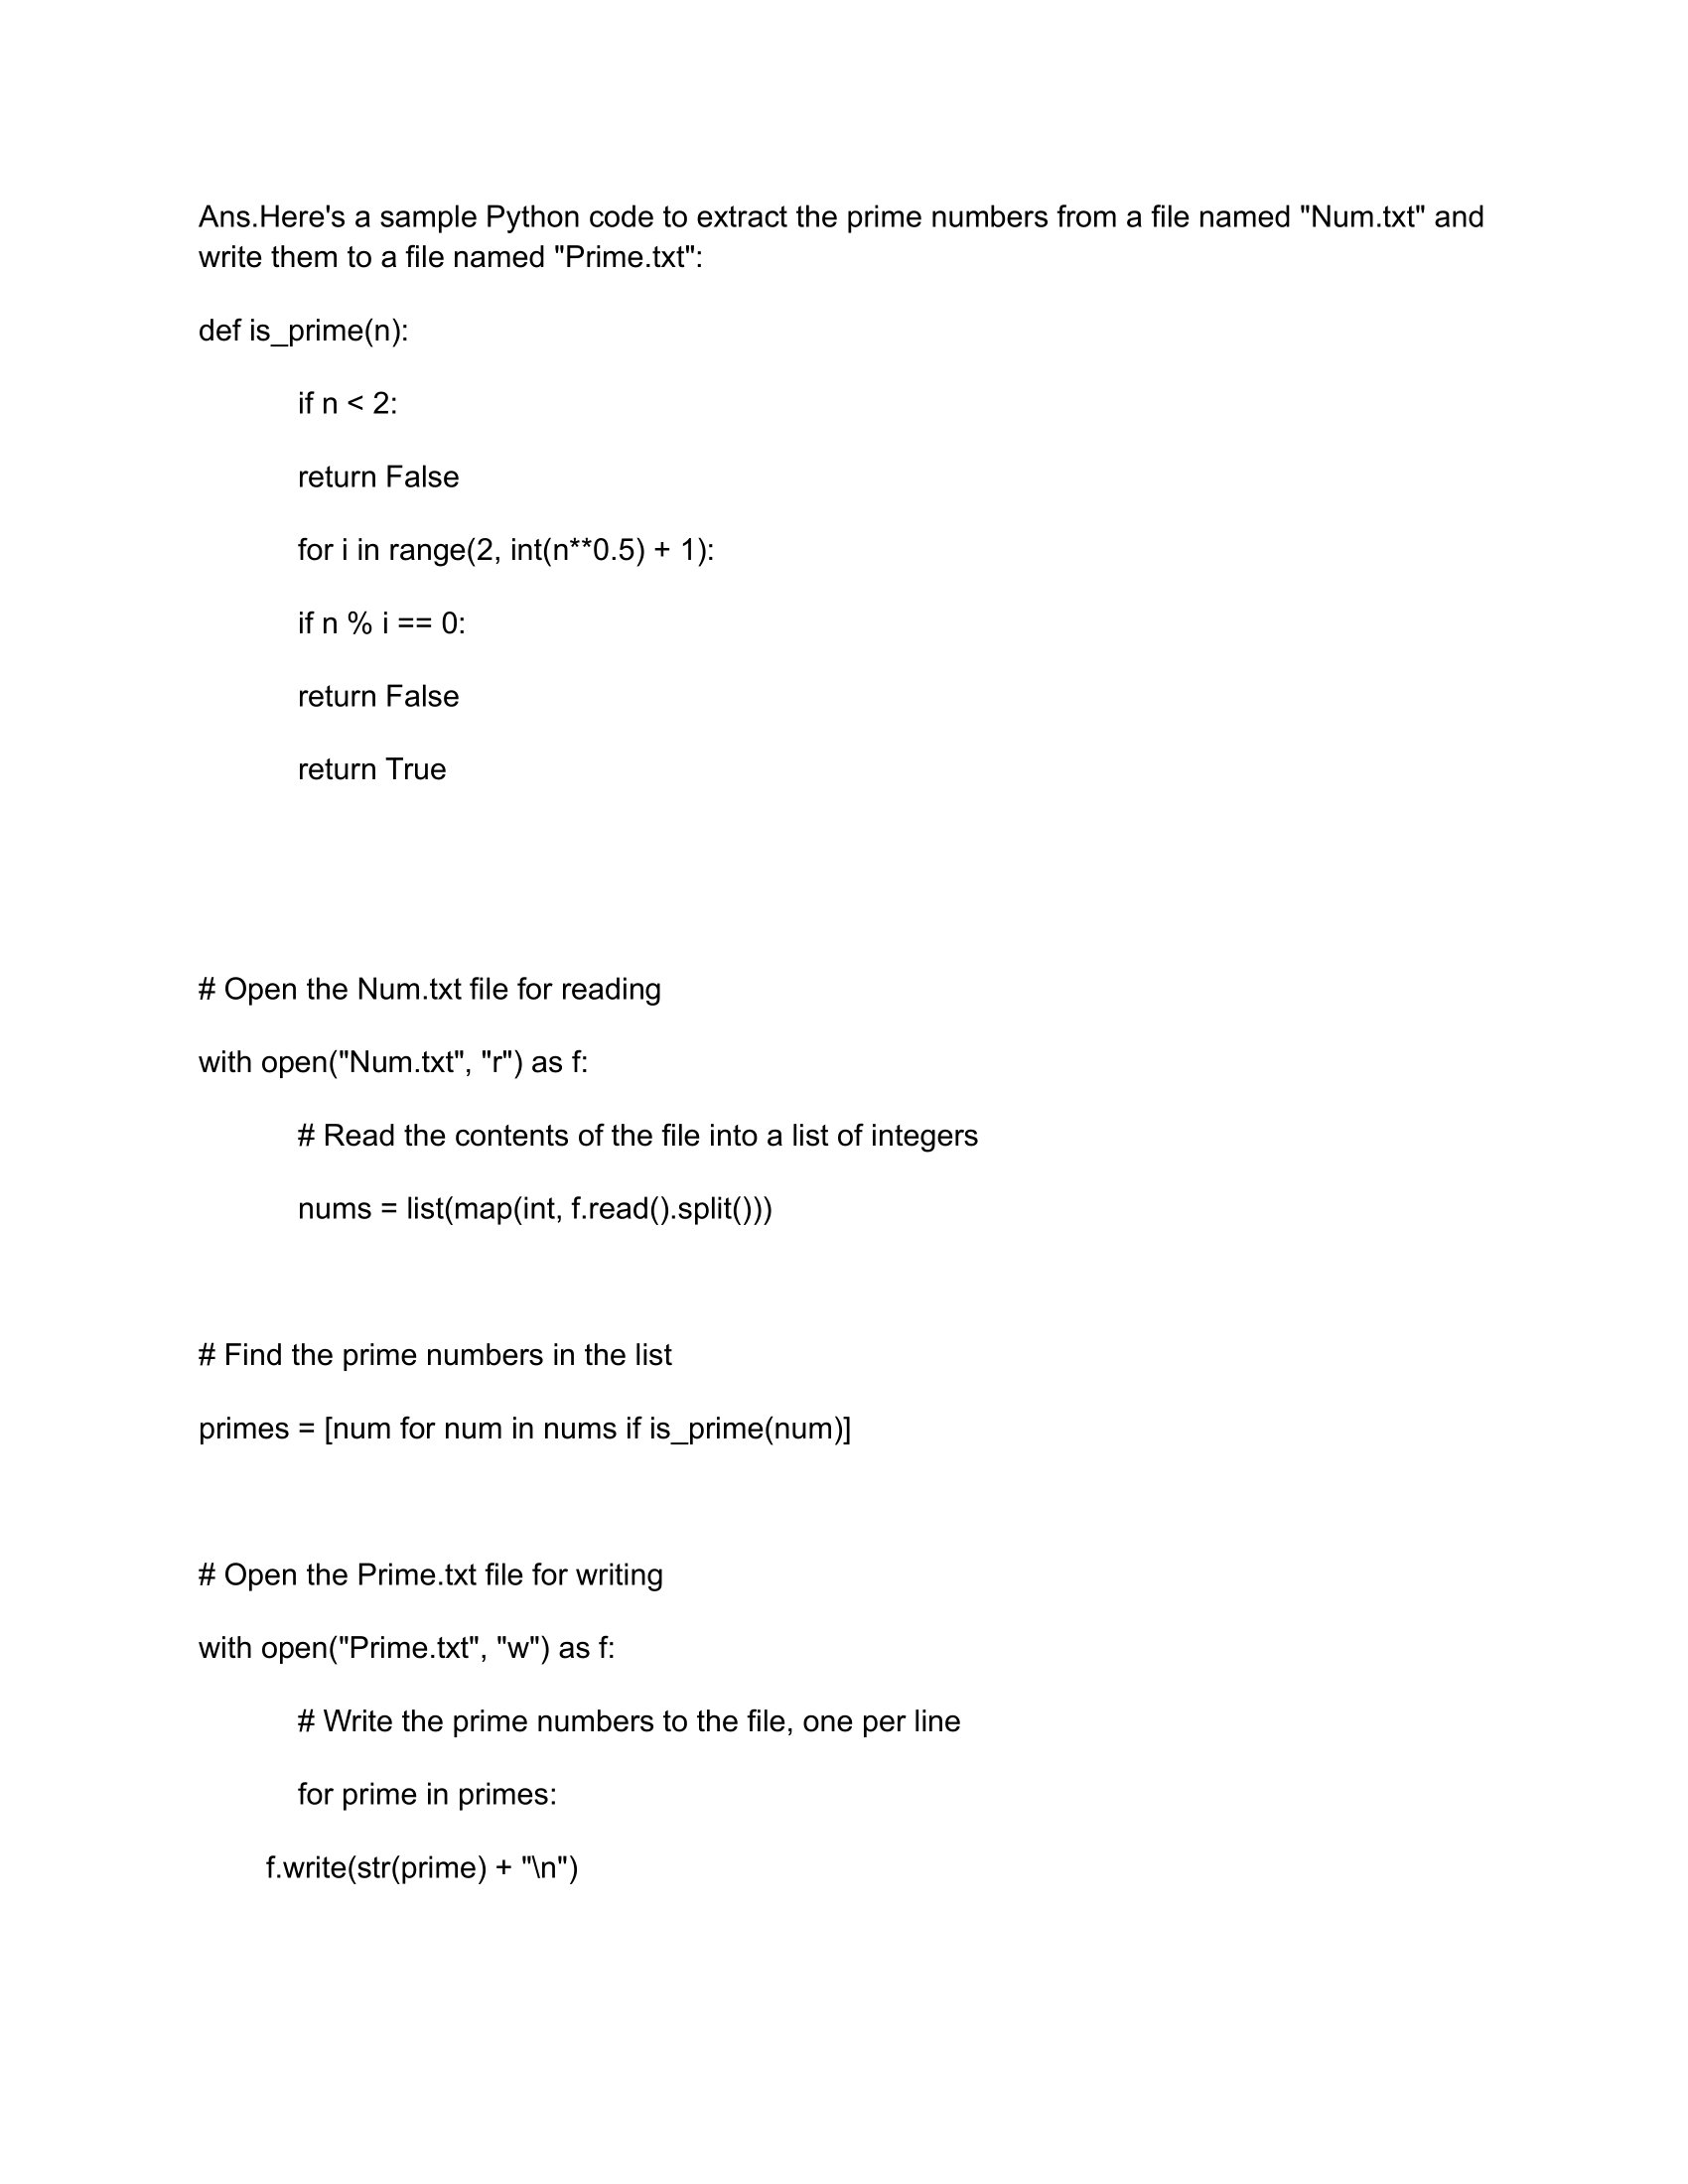 Ans.Here's a sample Python code to extract the prime numbers from a file named "Num.txt" and
write them to a file named "Prime.txt":
def is_prime(n):
if n < 2:
return False
for i in range(2, int(n**0.5) + 1):
if n % i == 0:
return False
return True
# Open the Num.txt file for reading
with open("Num.txt", "r") as f:
# Read the contents of the file into a list of integers
nums = list(map(int, f.read().split()))
# Find the prime numbers in the list
primes = [num for num in nums if is_prime(num)]
# Open the Prime.txt file for writing
with open("Prime.txt", "w") as f:
# Write the prime numbers to the file, one per line
for prime in primes:
f.write(str(prime) + "\n")